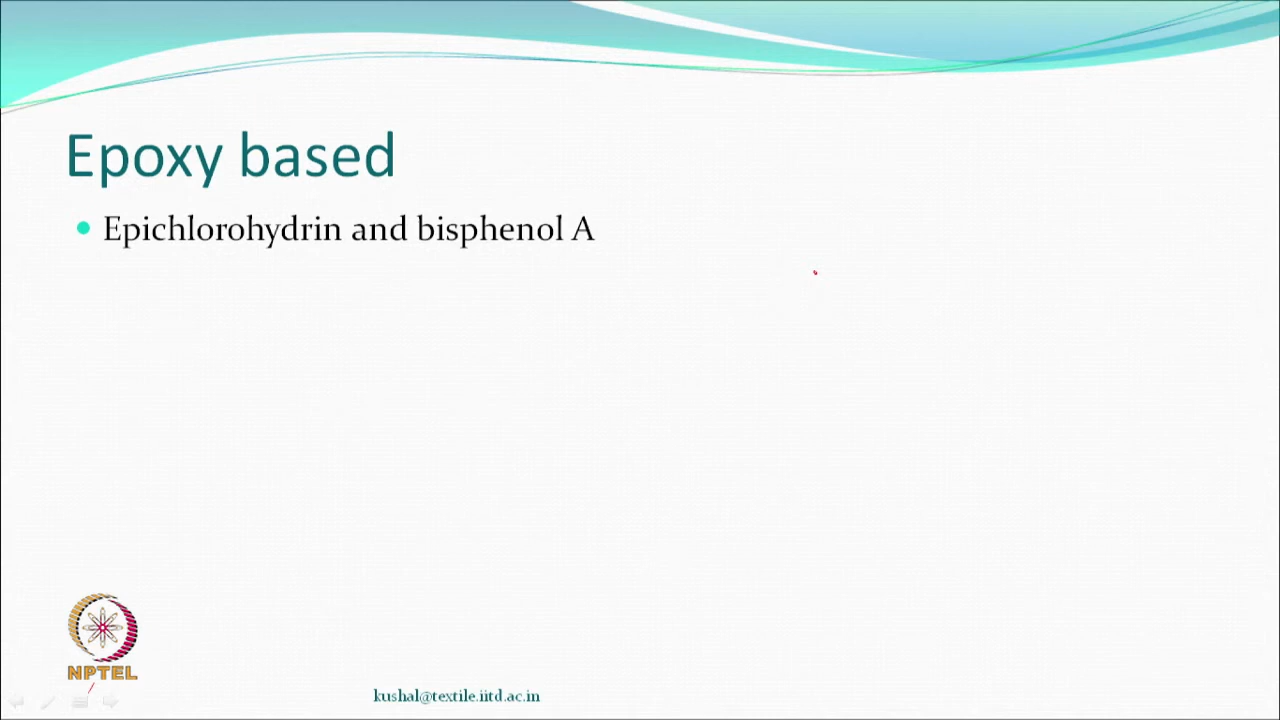 Epoxy based
Epichlorohydrin and bisphenol A
NPTEL
kushal@textile.iitd.ac.in